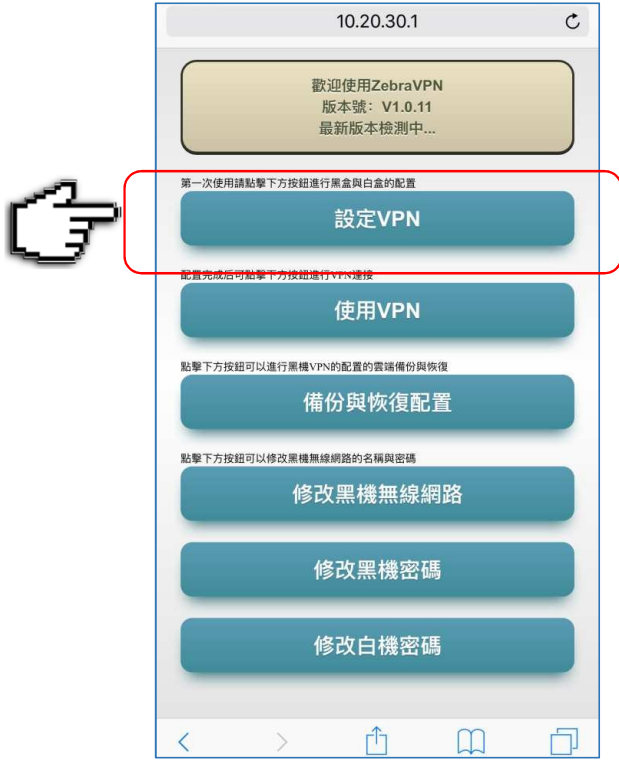 10.20.30.1
歡迎使用ZebraVPN
版本號：V1.0.11
最新版本檢測中...
第一次使用請點擊下方按鈕進行黑盒與白盒的配置
設定VPN
配置完成后可點擊下方按鈕進行VPN連接
使用VPN
點擊下方按鈕可以進行黑機VPN的配置的雲端備份與恢復
備份與恢復配置
點擊下方按鈕可以修改黑機無線網路的名稱與密碼
修改黑機無線網路
修改黑機密碼
修改白機密碼